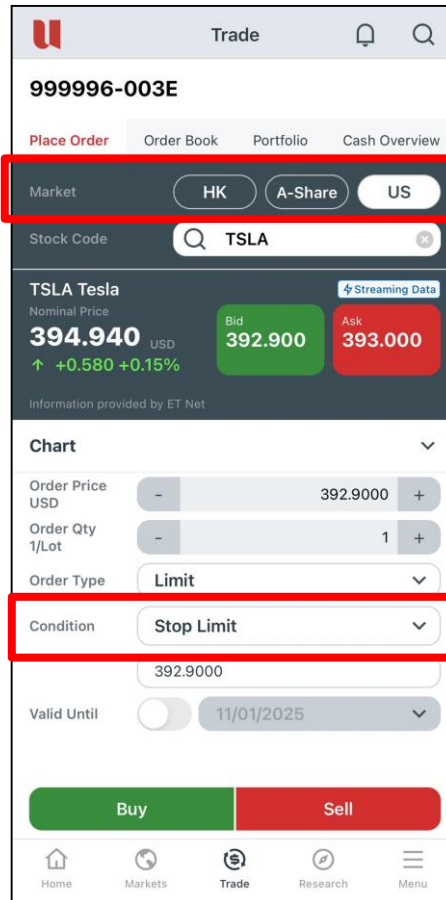 Trade
999996-003E
Place Order Order Book Portfolio Cash Overview
Market HK A-Share US
Stock Code TSLA
TSLA Tesla Streaming Data
Nominal Price
394.940 USD
Bid
392.900
Ask
393.000
↑ +0.580 +0.15%
Information provided by ET Net
Chart
Order Price
USD
- 392.9000 +
Order Qty
1/Lot
- 1 +
Order Type Limit
Condition Stop Limit
392.9000
Valid Until 11/01/2025
Buy Sell
Home Markets Trade Research Menu